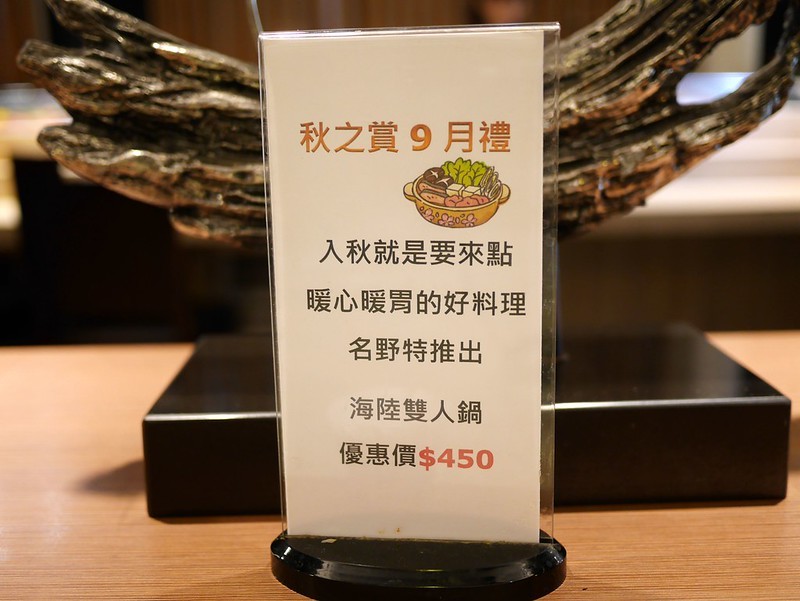 秋之賞 9 月禮
入秋就是要來點
暖心暖胃的好料理
名野特推出
海陸雙人鍋
優惠價$450